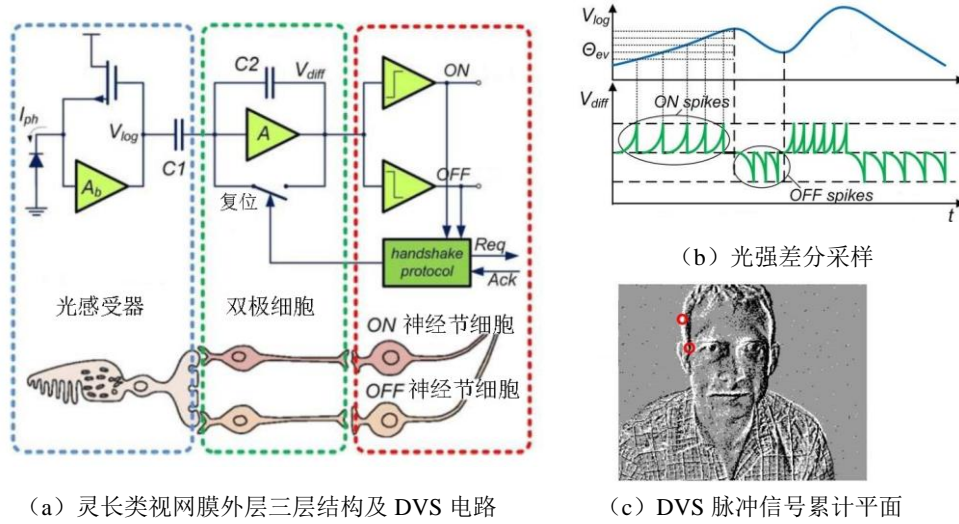 I_ph
V_log
C1
A_b
C2
V_diff
A
复位
ON
OFF
handshake
protocol
Req
Ack
光感受器
双极细胞
ON 神经节细胞
OFF 神经节细胞
(a)灵长类视网膜外层三层结构及 DVS 电路
V_log
Θ_ev
V_diff
ON spikes
OFF spikes
t
(b)光强差分采样
(c)DVS 脉冲信号累计平面